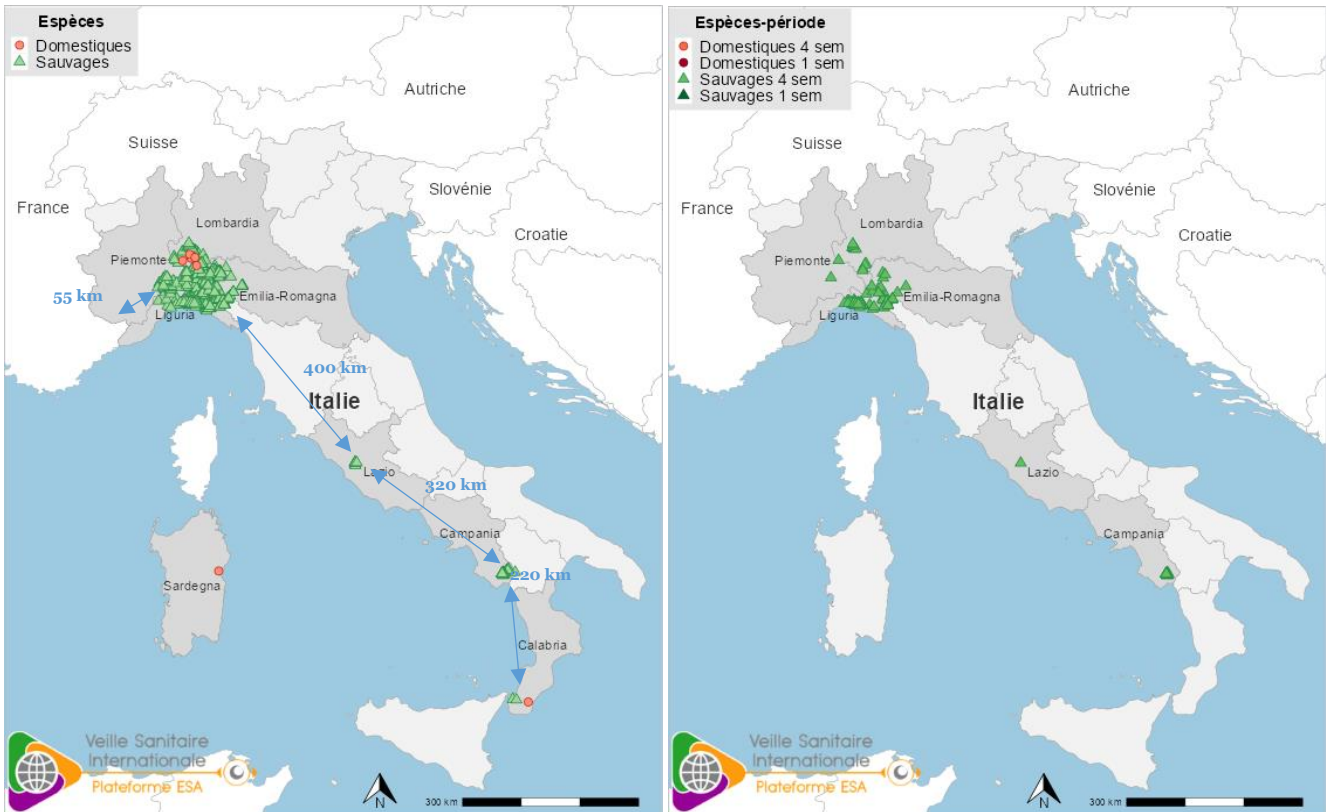 Espèces
Domestiques
Sauvages
Autriche
Suisse
Slovénie
France
Lombardia
Croatie
Piemonte
55 km
Emilia-Romagna
Liguria
400 km
Italie
Lazio
320 km
Campania
220 km
Sardegna
Calabria
Veille Sanitaire
Internationale
Plateforme ESA
N
300 km
Espèces-période
Domestiques 4 sem
Domestiques 1 sem
Sauvages 4 sem
Sauvages 1 sem
Autriche
Suisse
Slovénie
France
Lombardia
Croatie
Piemonte
Emilia-Romagna
Liguria
Italie
Lazio
Campania
Veille Sanitaire
Internationale
Plateforme ESA
N
300 km